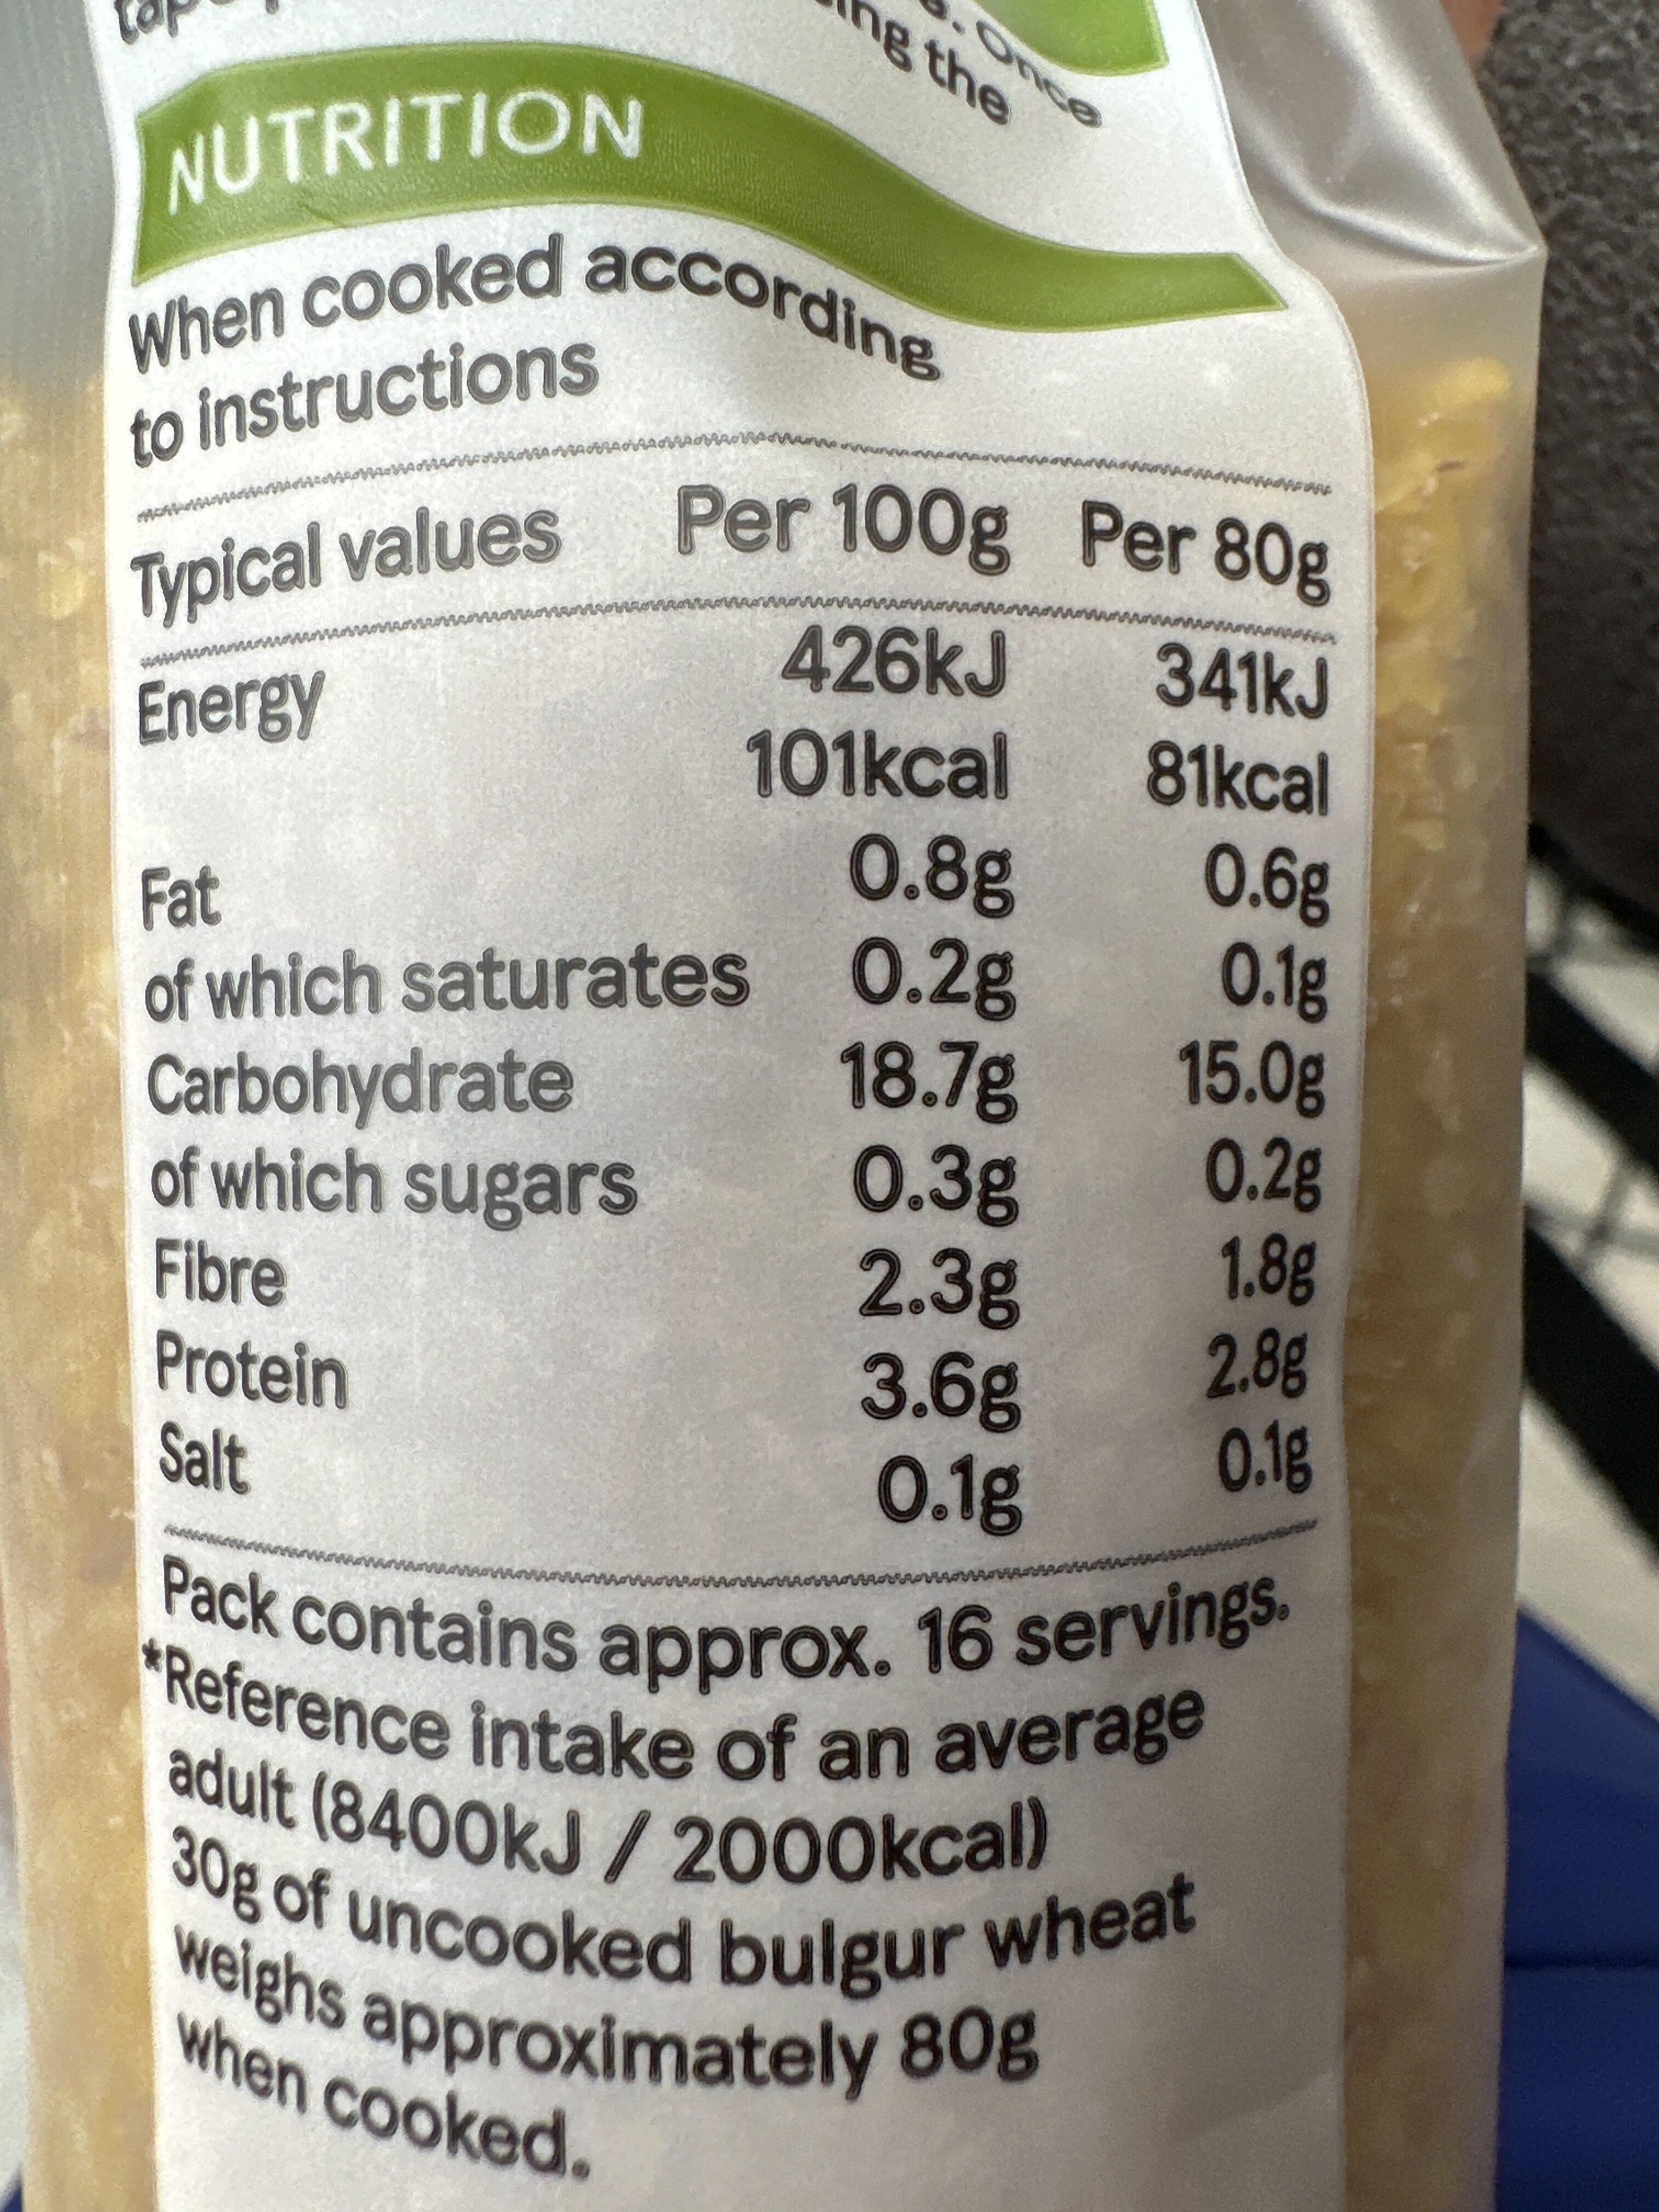 Once
ing the
NUTRITION
When cooked according
to instructions
Typical values Per 100g Per 80g
Energy 426kJ 341kJ
101kcal 81kcal
Fat 0.8g 0.6g
of which saturates 0.2g 0.1g
Carbohydrate 18.7g 15.0g
of which sugars 0.3g 0.2g
Fibre 2.3g 1.8g
Protein 3.6g 2.8g
Salt 0.1g 0.1g
Pack contains approx. 16 servings.
*Reference intake of an average
adult (8400kJ / 2000kcal)
30g of uncooked bulgur wheat
weighs approximately 80g
when cooked.